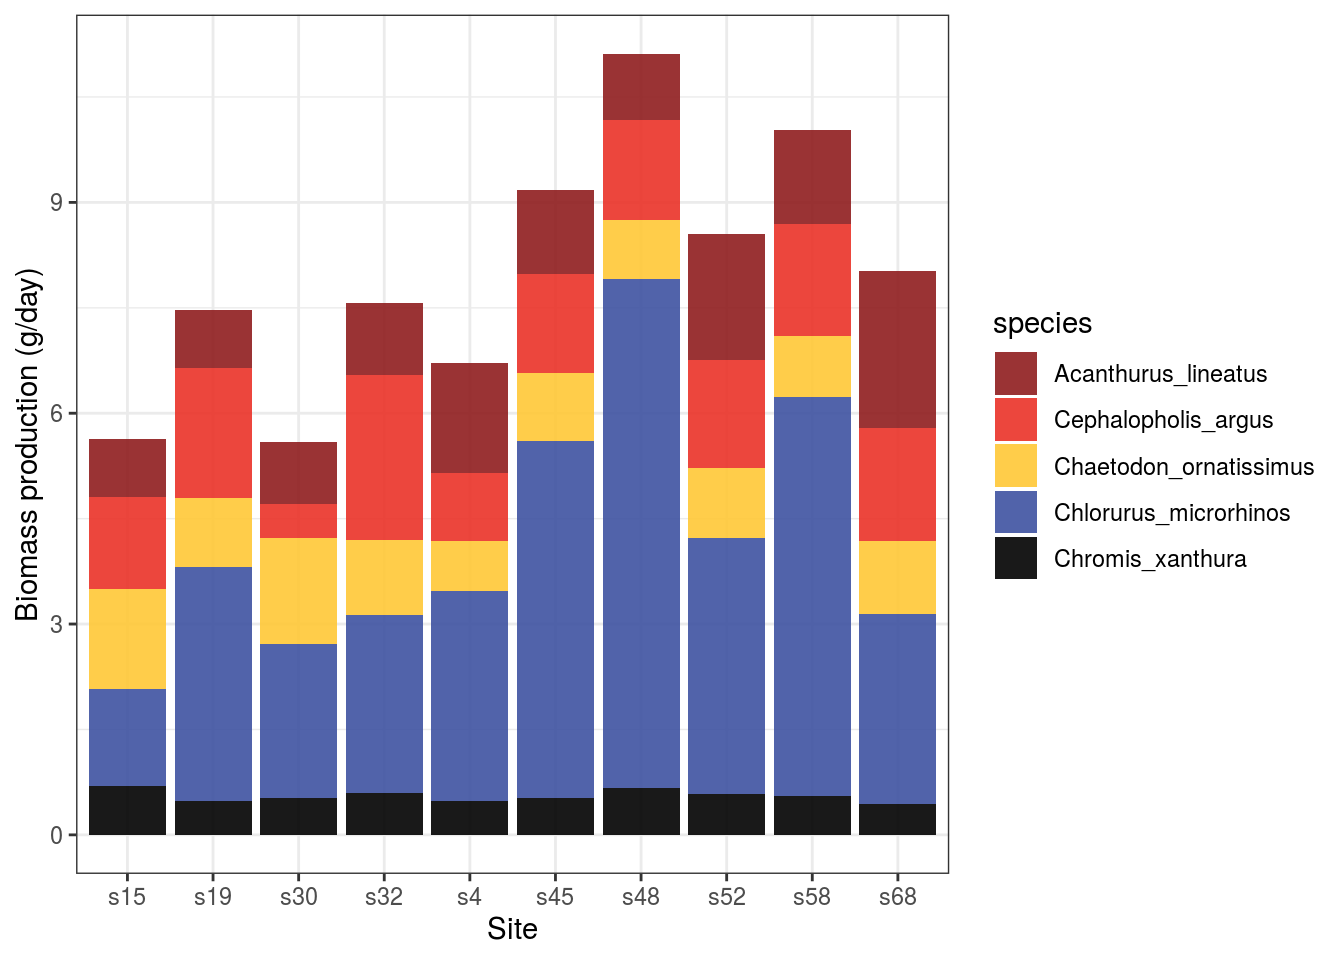 Biomass production (g/day)
9
6
3
0
s15 s19 s30 s32 s4 s45 s48 s52 s58 s68
Site
species
Acanthurus_lineatus
Cephalopholis_argus
Chaetodon_ornatissimus
Chlorurus_microrhinos
Chromis_xanthura